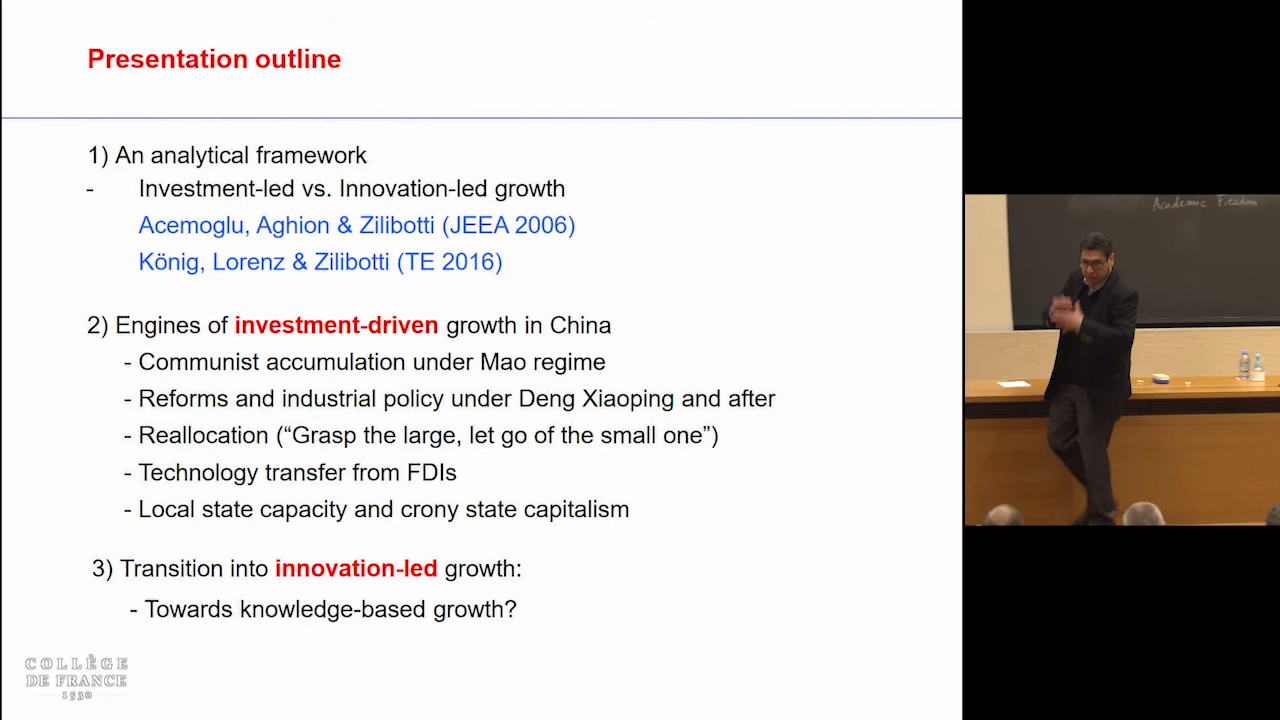 Presentation outline
1) An analytical framework
- Investment-led vs. Innovation-led growth
Acemoglu, Aghion & Zilibotti (JEEA 2006)
König, Lorenz & Zilibotti (TE 2016)
2) Engines of investment-driven growth in China
- Communist accumulation under Mao regime
- Reforms and industrial policy under Deng Xiaoping and after
- Reallocation (“Grasp the large, let go of the small one”)
- Technology transfer from FDIs
- Local state capacity and crony state capitalism
3) Transition into innovation-led growth:
- Towards knowledge-based growth?
COLLÈGE
DE FRANCE
1530
Academic Freedom